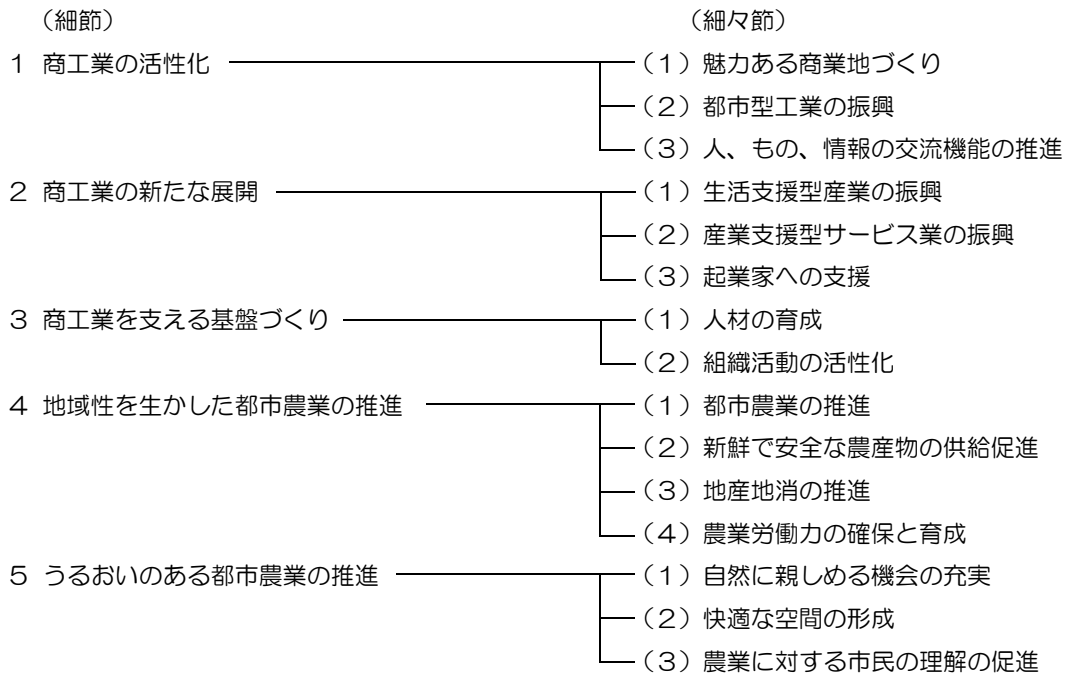 （細節）　（細々節）
１ 商工業の活性化　（１）魅力ある商業地づくり
（２）都市型工業の振興
（３）人、もの、情報の交流機能の推進
２ 商工業の新たな展開　（１）生活支援型産業の振興
（２）産業支援型サービス業の振興
（３）起業家への支援
３ 商工業を支える基盤づくり　（１）人材の育成
（２）組織活動の活性化
４ 地域性を生かした都市農業の推進　（１）都市農業の推進
（２）新鮮で安全な農産物の供給促進
（３）地産地消の推進
（４）農業労働力の確保と育成
５ うるおいのある都市農業の推進　（１）自然に親しめる機会の充実
（２）快適な空間の形成
（３）農業に対する市民の理解の促進